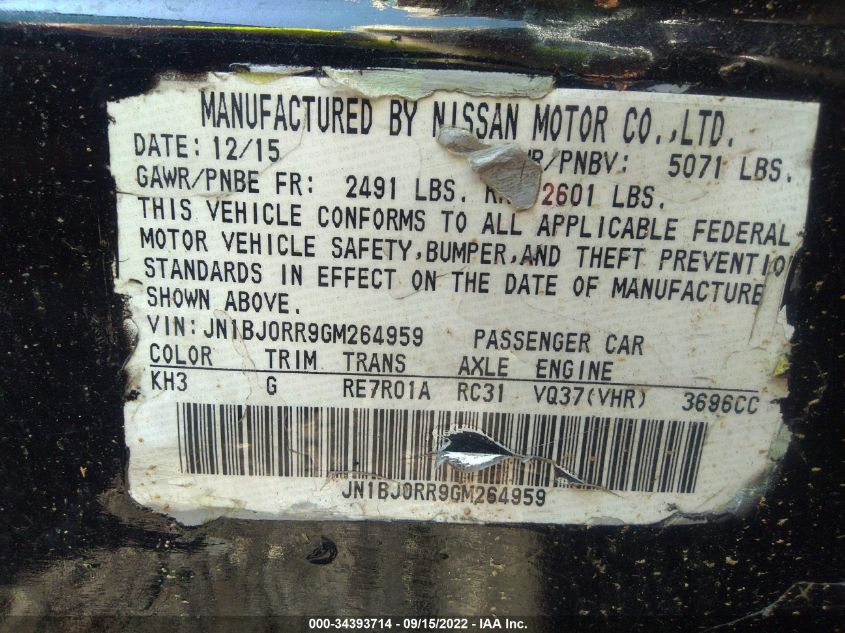 MANUFACTURED BY NISSAN MOTOR CO.,LTD.
DATE: 12/15 /PNBV: 5071 LBS.
GAWR/PNBE FR: 2491 LBS. 2601 LBS.
THIS VEHICLE CONFORMS TO ALL APPLICABLE FEDERAL
MOTOR VEHICLE SAFETY,BUMPER,AND THEFT PREVENTIO
STANDARDS IN EFFECT ON THE DATE OF MANUFACTURE
SHOWN ABOVE.
VIN:JN1BJ0RR9GM264959 PASSENGER CAR
COLOR TRIM TRANS AXLE ENGINE
KH3 G RE7R01A RC31 VQ37(VHR) 3696CC
JN1BJ0RR9GM264959
000-34393714 - 09/15/2022 - IAA Inc.